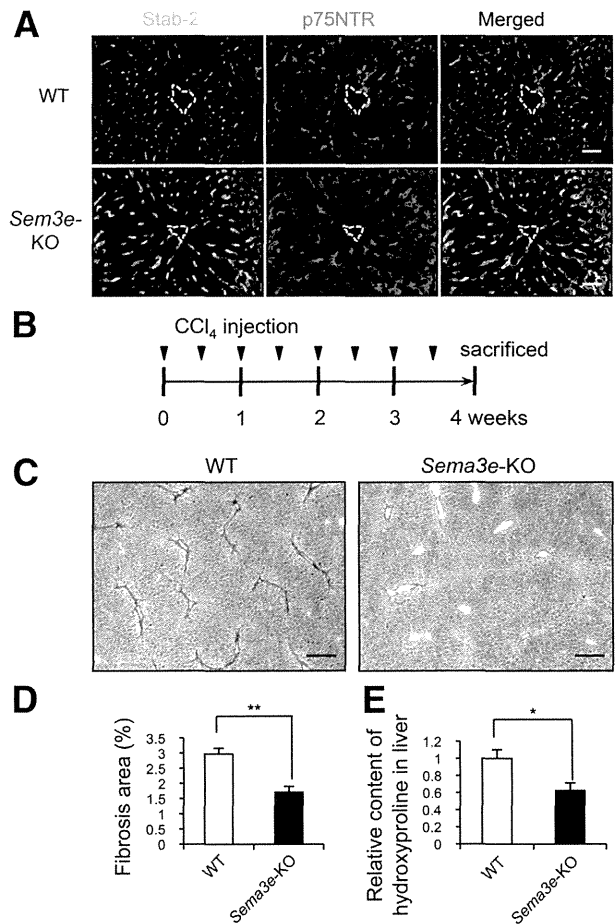 A
Stab-2 p75NTR Merged
WT
Sem3e-
KO
B
CCl4 injection
sacrificed
0 1 2 3 4 weeks
C
WT Sema3e-KO
D
**
Fibrosis area (%)
3.5
3
2.5
2
1.5
1
0.5
0
WT
Sema3e-KO
E
*
Relative content of
hydroxyproline in liver
1.2
1
0.8
0.6
0.4
0.2
0
WT
Sema3e-KO